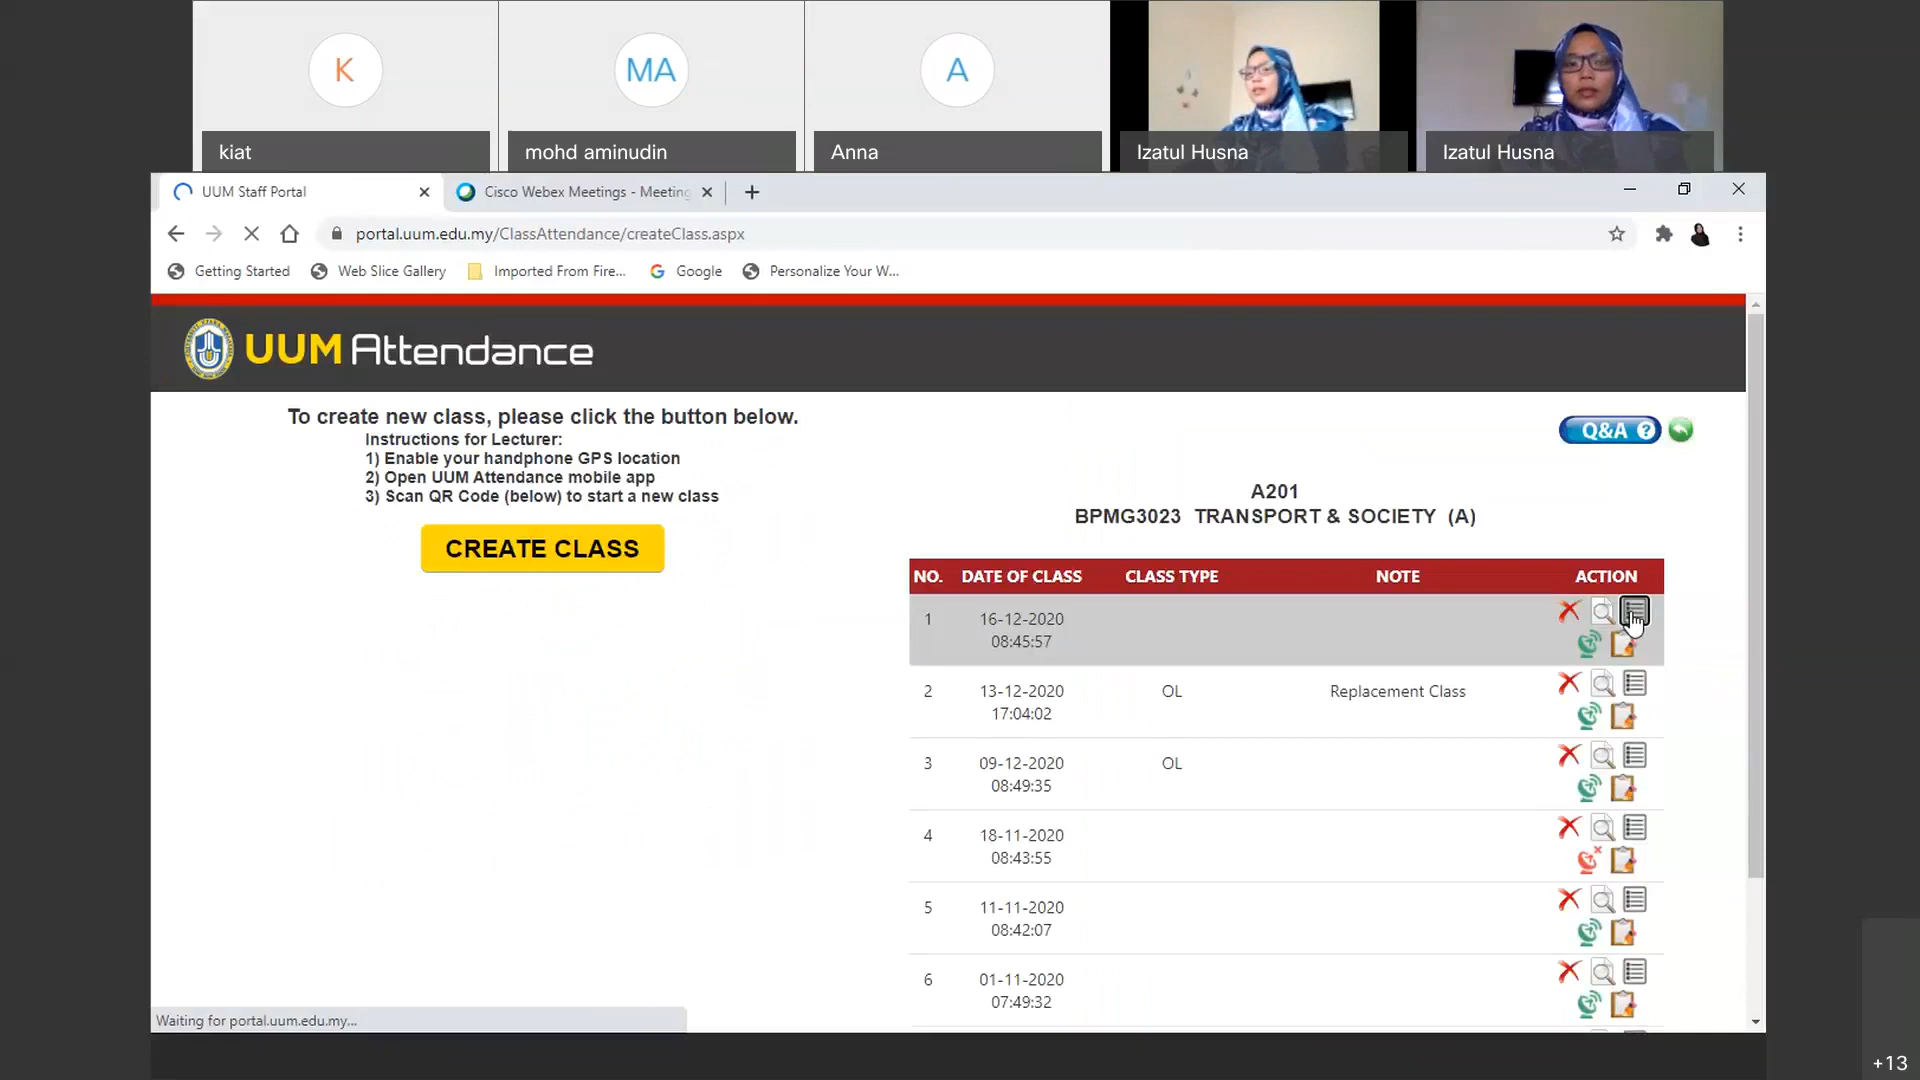 K
MA
A
kiat
mohd aminudin
Anna
Izatul Husna
Izatul Husna
UUM Staff Portal
Cisco Webex Meetings - Meeting
portal.uum.edu.my/ClassAttendance/createClass.aspx
Getting Started
Web Slice Gallery
Imported From Fire...
Google
Personalize Your W...
UUM Attendance
To create new class, please click the button below.
Instructions for Lecturer:
1) Enable your handphone GPS location
2) Open UUM Attendance mobile app
3) Scan QR Code (below) to start a new class
CREATE CLASS
Q&A ?
A201
BPMG3023 TRANSPORT & SOCIETY (A)
NO. DATE OF CLASS CLASS TYPE NOTE ACTION
1 16-12-2020
08:45:57
2 13-12-2020 OL Replacement Class
17:04:02
3 09-12-2020 OL
08:49:35
4 18-11-2020
08:43:55
5 11-11-2020
08:42:07
6 01-11-2020
07:49:32
Waiting for portal.uum.edu.my...
+13